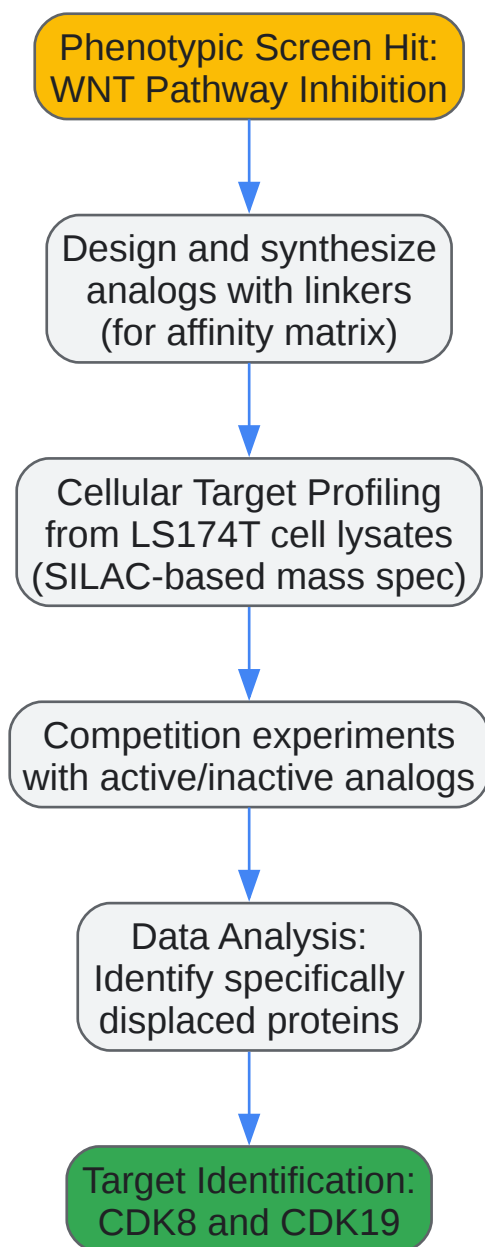 Phenotypic Screen Hit:
WNT Pathway Inhibition
Design and synthesize
analogs with linkers
(for affinity matrix)
Cellular Target Profiling
from LS174T cell lysates
(SILAC-based mass spec)
Competition experiments
with active/inactive analogs
Data Analysis:
Identify specifically
displaced proteins
Target Identification:
CDK8 and CDK19